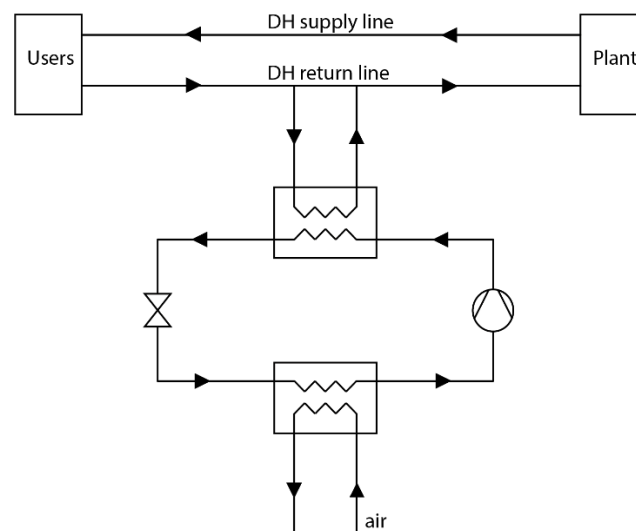 DH supply line
Users
Plant
DH return line
air